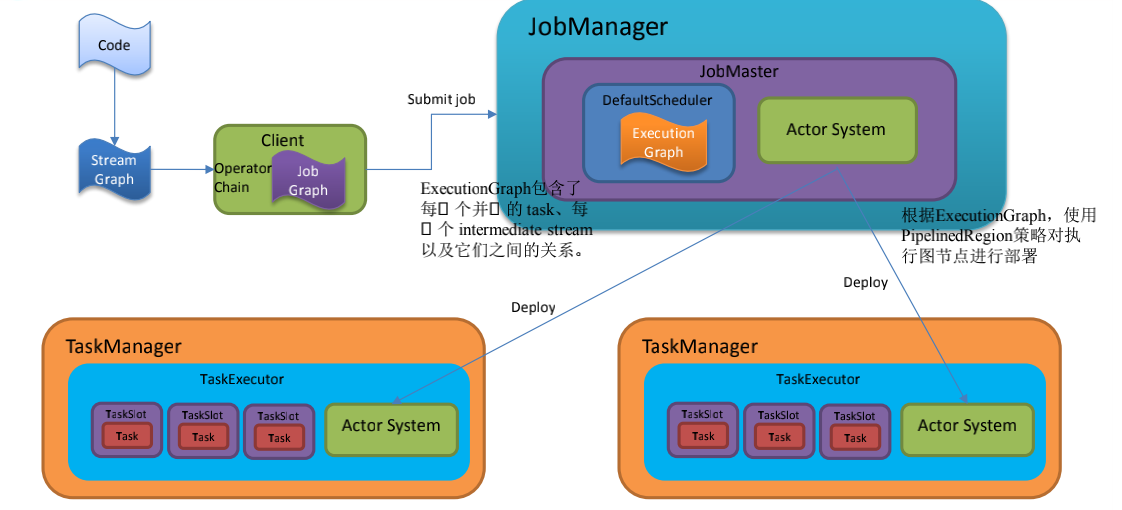 Code
JobManager
JobMaster
DefaultScheduler
Execution
Graph
Actor System
Submit job
Stream
Graph
Client
Operator
Chain
Job
Graph
ExecutionGraph包含了
每 个并 的 task、每
个 intermediate stream
以及它们之间的关系。
根据ExecutionGraph，使用
PipelinedRegion策略对执
行图节点进行部署
Deploy
Deploy
TaskManager
TaskExecutor
TaskSlot
Task
TaskSlot
Task
TaskSlot
Task
Actor System
TaskManager
TaskExecutor
TaskSlot
Task
TaskSlot
Task
TaskSlot
Task
Actor System